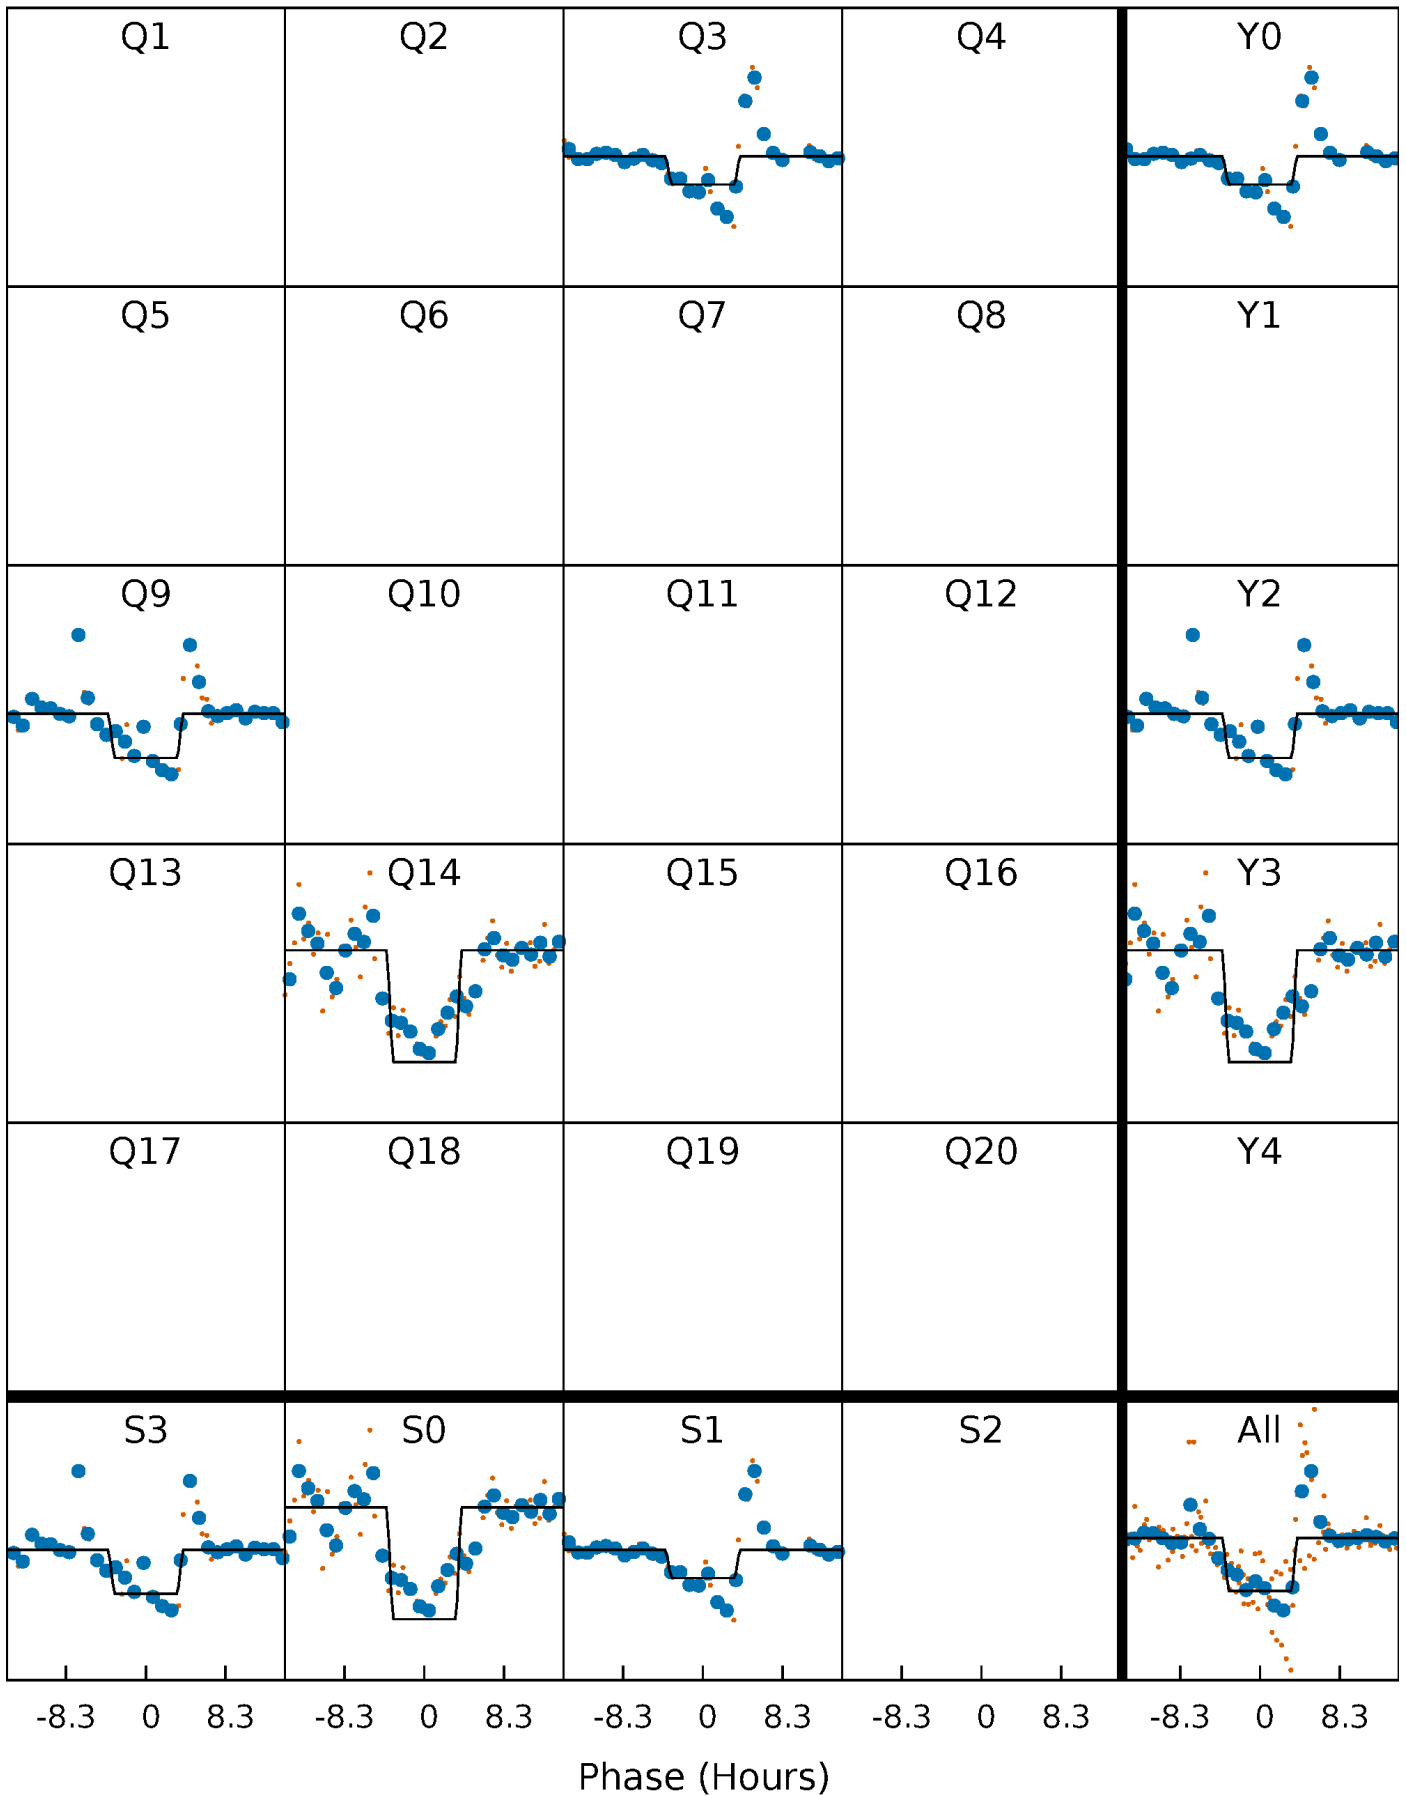 Q1 Q2 Q3 Q4 Y0
Q5 Q6 Q7 Q8 Y1
Q9 Q10 Q11 Q12 Y2
Q13 Q14 Q15 Q16 Y3
Q17 Q18 Q19 Q20 Y4
S3 S0 S1 S2 All
-8.3 0 8.3 -8.3 0 8.3 -8.3 0 8.3 -8.3 0 8.3 -8.3 0 8.3
Phase (Hours)